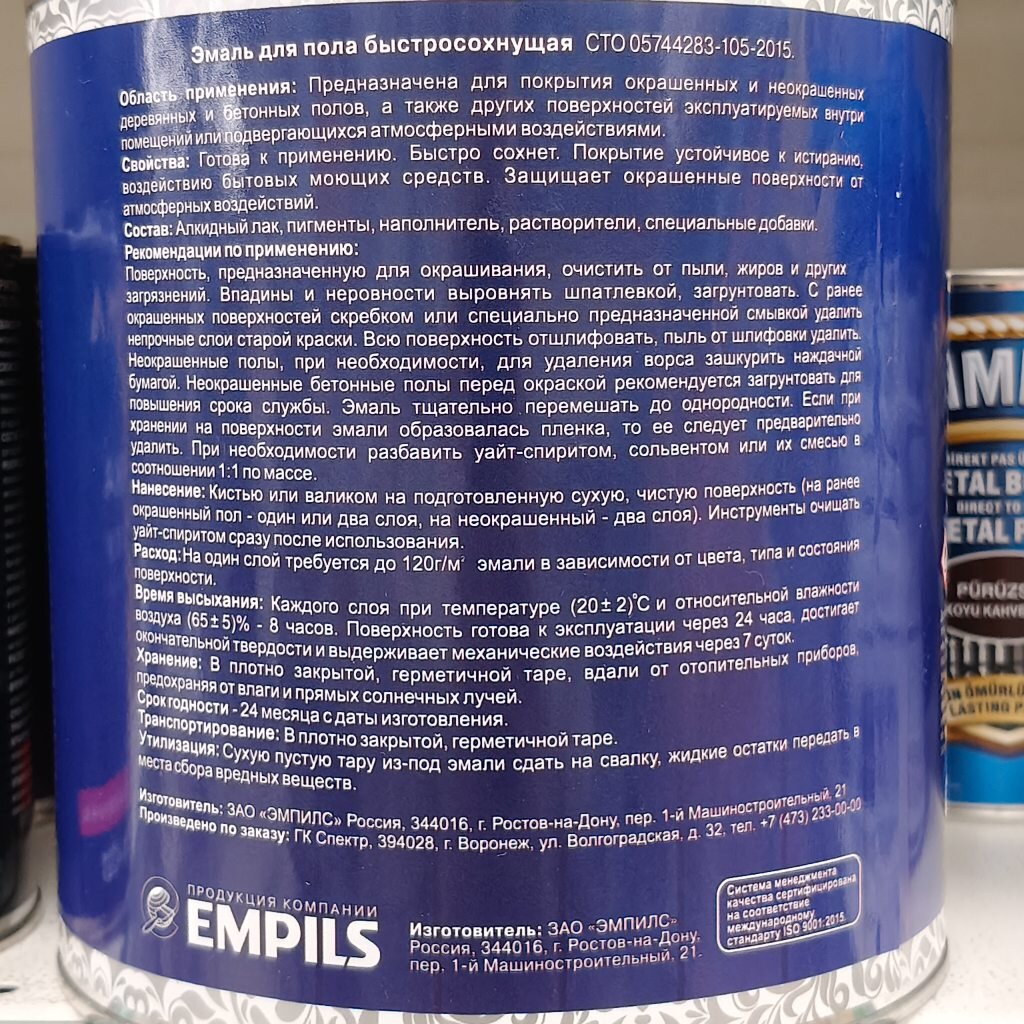 Эмаль для пола быстросохнущая СТО 05744283-105-2015.
Область применения: Предназначена для покрытия окрашенных и неокрашенных
деревянных и бетонных полов, а также других поверхностей эксплуатируемых внутри
помещений или подвергающихся атмосферными воздействиями.
Свойства: Готова к применению. Быстро сохнет. Покрытие устойчивое к истиранию,
воздействию бытовых моющих средств. Защищает окрашенные поверхности от
атмосферных воздействий.
Состав: Алкидный лак, пигменты, наполнитель, растворители, специальные добавки.
Рекомендации по применению:
Поверхность, предназначенную для окрашивания, очистить от пыли, жиров и других
загрязнений. Впадины и неровности выровнять шпатлевкой, загрунтовать. С ранее
окрашенных поверхностей скребком или специально предназначенной смывкой удалить
непрочные слои старой краски. Всю поверхность отшлифовать, пыль от шлифовки удалить.
Неокрашенные полы, при необходимости, для удаления ворса зашкурить наждачной
бумагой. Неокрашенные бетонные полы перед окраской рекомендуется загрунтовать для
повышения срока службы. Эмаль тщательно перемешать до однородности. Если при
хранении на поверхности эмали образовалась пленка, то ее следует предварительно
удалить. При необходимости разбавить уайт-спиритом, сольвентом или их смесью в
соотношении 1:1 по массе.
Нанесение: Кистью или валиком на подготовленную сухую, чистую поверхность (на ранее
окрашенный пол - один или два слоя, на неокрашенный - два слоя). Инструменты очищать
уайт-спиритом сразу после использования.
Расход: На один слой требуется до 120г/м² эмали в зависимости от цвета, типа и состояния
поверхности.
Время высыхания: Каждого слоя при температуре (20±2)°С и относительной влажности
воздуха (65±5)% - 8 часов. Поверхность готова к эксплуатации через 24 часа, достигает
окончательной твердости и выдерживает механические воздействия через 7 суток.
Хранение: В плотно закрытой, герметичной таре, вдали от отопительных приборов,
предохраняя от влаги и прямых солнечных лучей.
Срок годности - 24 месяца с даты изготовления.
Транспортирование: В плотно закрытой, герметичной таре.
Утилизация: Сухую пустую тару из-под эмали сдать на свалку, жидкие остатки передать в
места сбора вредных веществ.
Изготовитель: ЗАО «ЭМПИЛС» Россия, 344016, г. Ростов-на-Дону, пер. 1-й Машиностроительный, 21
Произведено по заказу: ГК Спектр, 394028, г. Воронеж, ул. Волгоградская, д. 32, тел. +7 (473) 233-00-00
ПРОДУКЦИЯ КОМПАНИИ
EMPILS
Изготовитель: ЗАО «ЭМПИЛС»
Россия, 344016, г. Ростов-на-Дону,
пер. 1-й Машиностроительный, 21.
Система менеджмента
качества сертифицирована
на соответствие
международному
стандарту ISO 9001:2015.
DIRECT TO
KOYU KAHVE